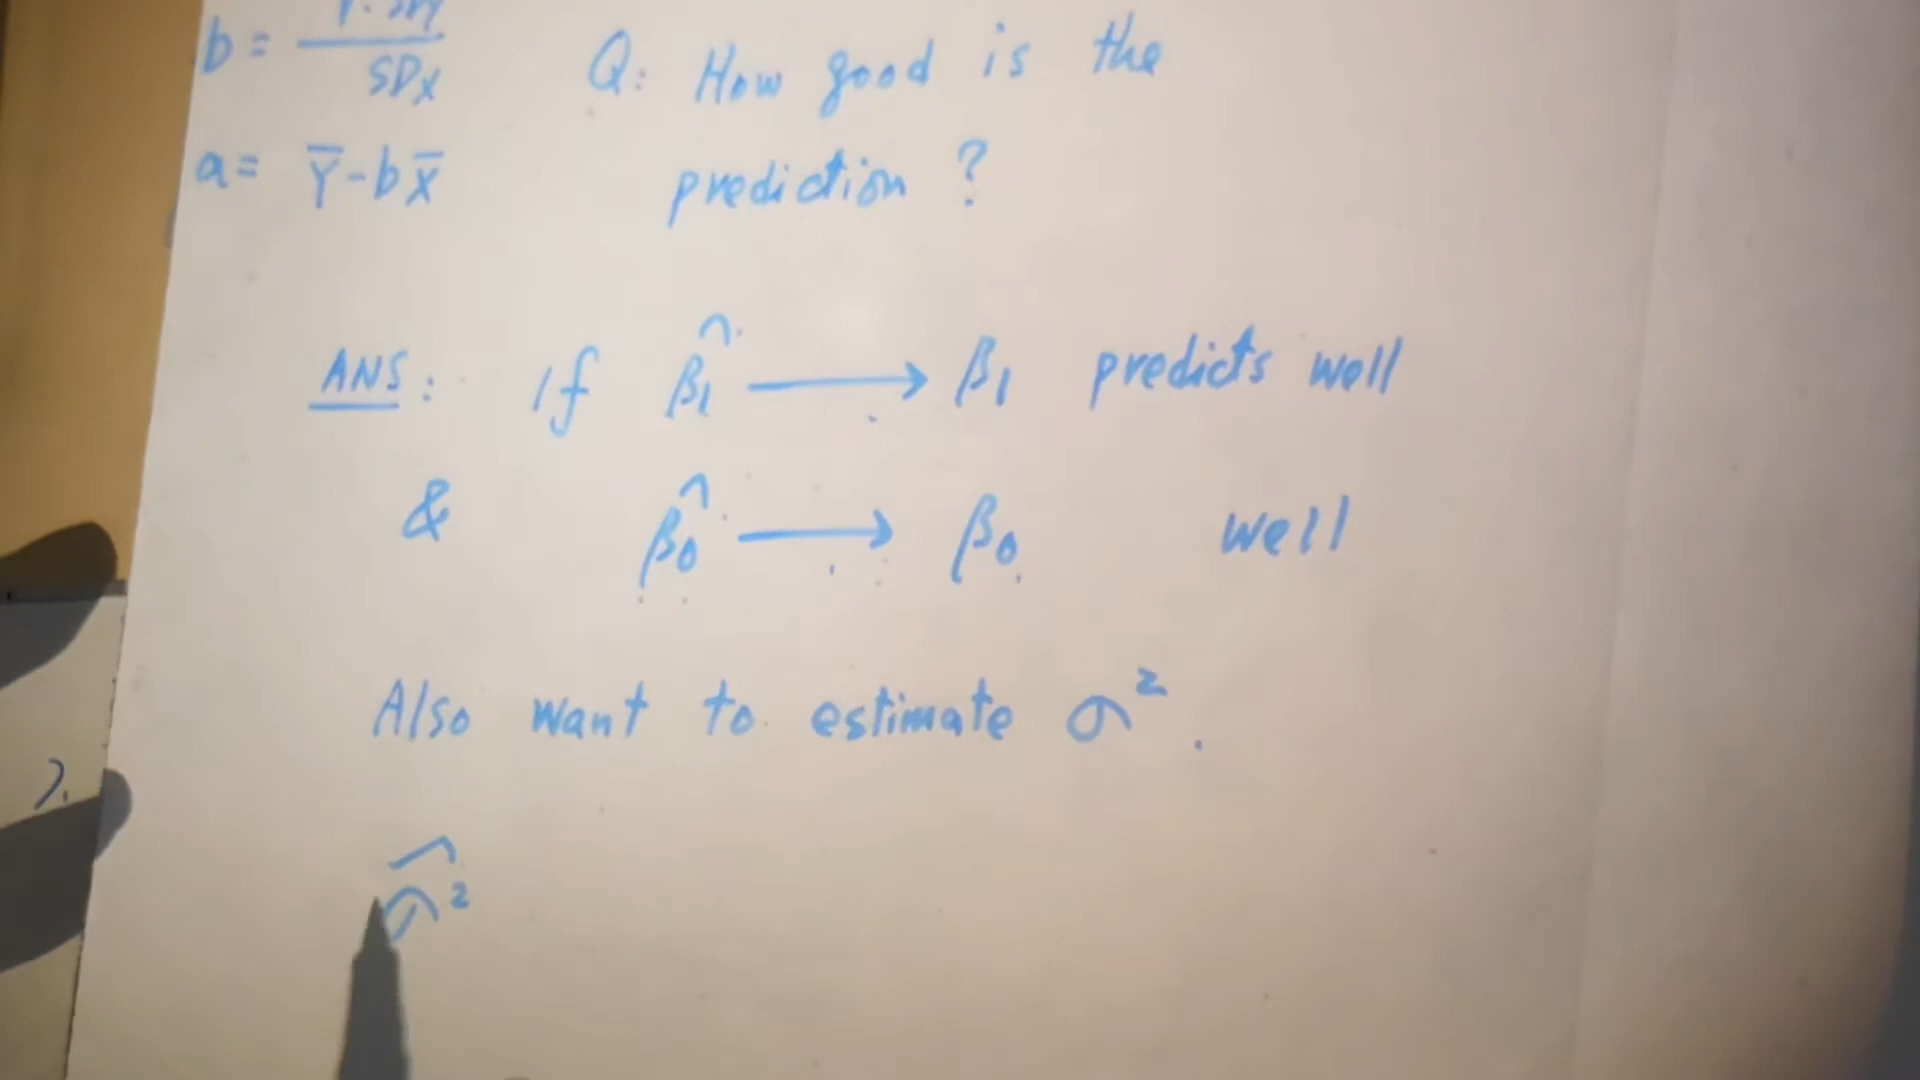 b = r. SDy / SDx
Q: How good is the
a = Y̅ - bX̅
prediction ?
ANS: If β̂1 ⟶ β1 predicts well
& β̂0 ⟶ β0 well
Also want to estimate σ².
).
σ̂²